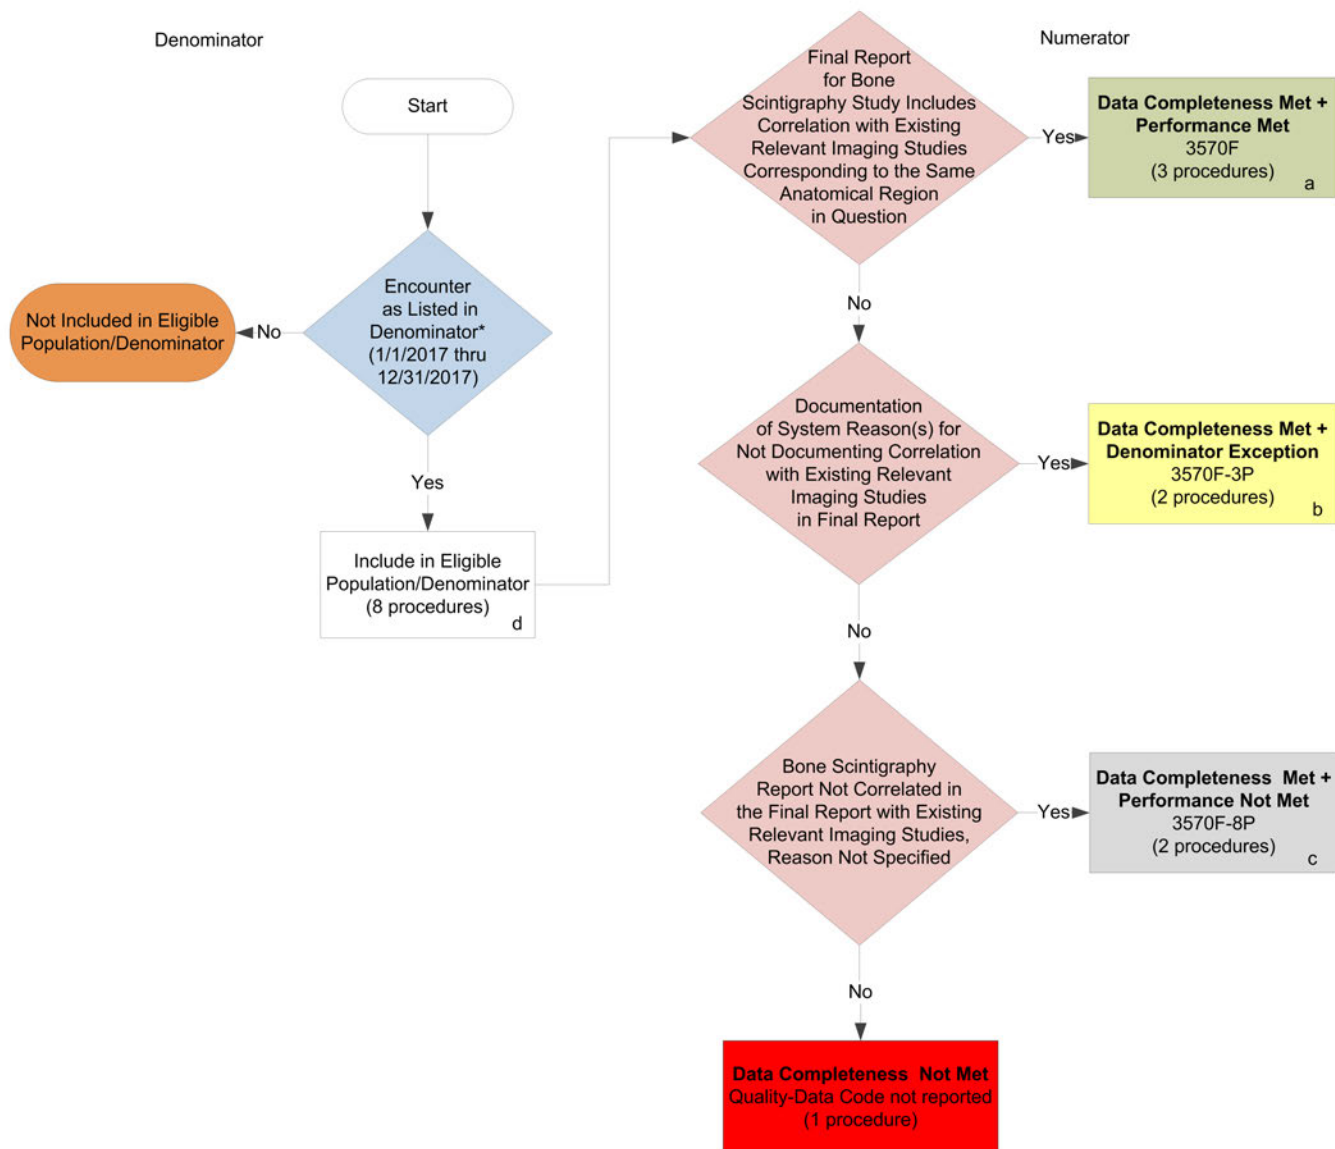 Denominator
Numerator
Start
Encounter
as Listed in
Denominator*
(1/1/2017 thru
12/31/2017)
No
Not Included in Eligible
Population/Denominator
Yes
Include in Eligible
Population/Denominator
(8 procedures)
d
Final Report
for Bone
Scintigraphy Study Includes
Correlation with Existing
Relevant Imaging Studies
Corresponding to the Same
Anatomical Region
in Question
Yes
Data Completeness Met +
Performance Met
3570F
(3 procedures)
a
No
Documentation
of System Reason(s) for
Not Documenting Correlation
with Existing Relevant
Imaging Studies
in Final Report
Yes
Data Completeness Met +
Denominator Exception
3570F-3P
(2 procedures)
b
No
Bone Scintigraphy
Report Not Correlated in
the Final Report with Existing
Relevant Imaging Studies,
Reason Not Specified
Yes
Data Completeness Met +
Performance Not Met
3570F-8P
(2 procedures)
c
No
Data Completeness Not Met
Quality-Data Code not reported
(1 procedure)